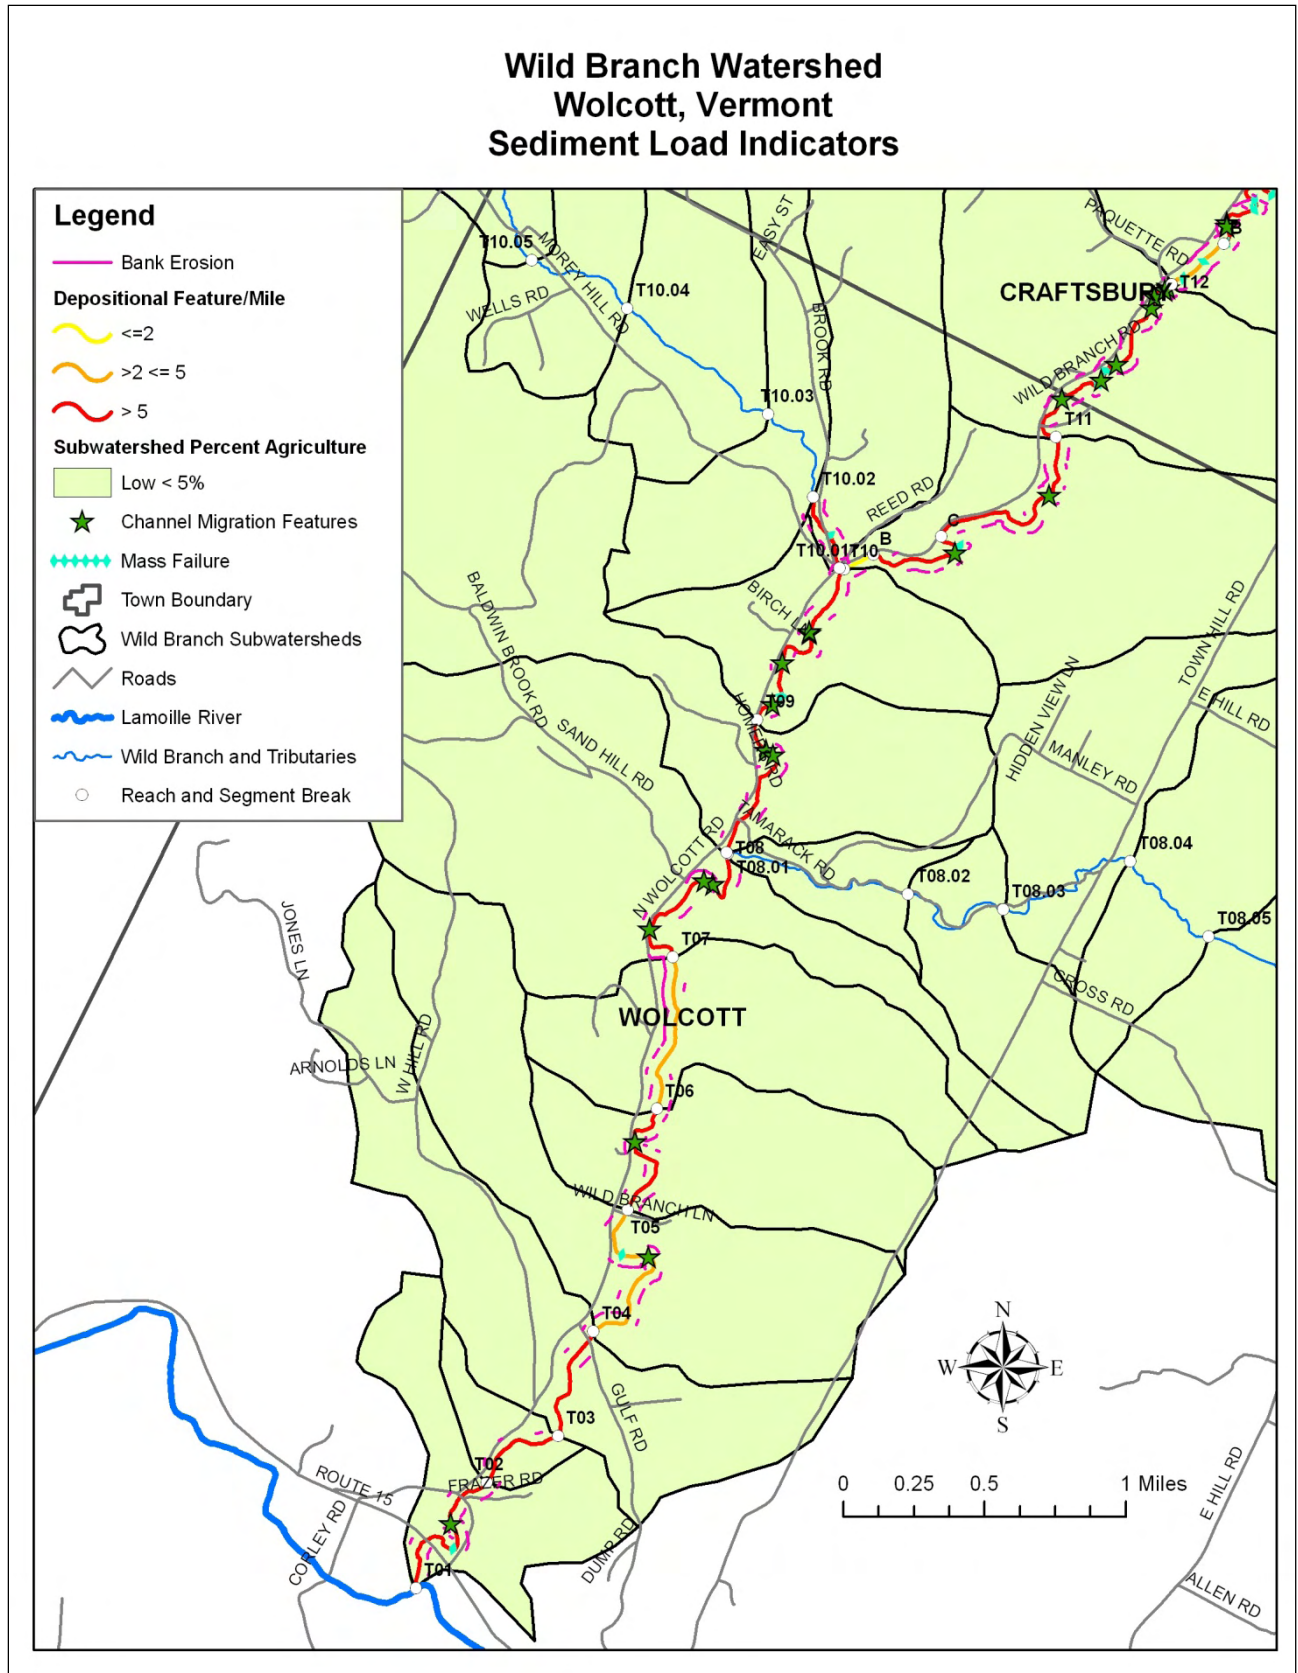 Wild Branch Watershed
Wolcott, Vermont
Sediment Load Indicators
Legend
Bank Erosion
Depositional Feature/Mile
<=2
>2 <= 5
> 5
Subwatershed Percent Agriculture
Low < 5%
Channel Migration Features
Mass Failure
Town Boundary
Wild Branch Subwatersheds
Roads
Lamoille River
Wild Branch and Tributaries
Reach and Segment Break
T10.05
MOREY HILL RD
WELLS RD
T10.04
EASY ST
BROOK RD
PAQUETTE RD
B
T12
CRAFTSBURY
WILD BRANCH RD
T10.03
T11
T10.02
REED RD
C
B
T10.01
T10
BIRCH LN
BALDWIN BROOK RD
TOWN HILL RD
E HILL RD
HIDDEN VIEW LN
MANLEY RD
T09
SAND HILL RD
TAMARACK RD
N WOLCOTT RD
T08
T08.01
T08.02
T08.03
T08.04
T08.05
JONES LN
T07
CROSS RD
WOLCOTT
W HILL RD
ARNOLDS LN
T06
WILD BRANCH LN
T05
T04
N
W
E
S
GULF RD
T03
T02
FRAZER RD
ROUTE 15
CORLEY RD
DUMP RD
T01
0 0.25 0.5 1 Miles
E HILL RD
ALLEN RD